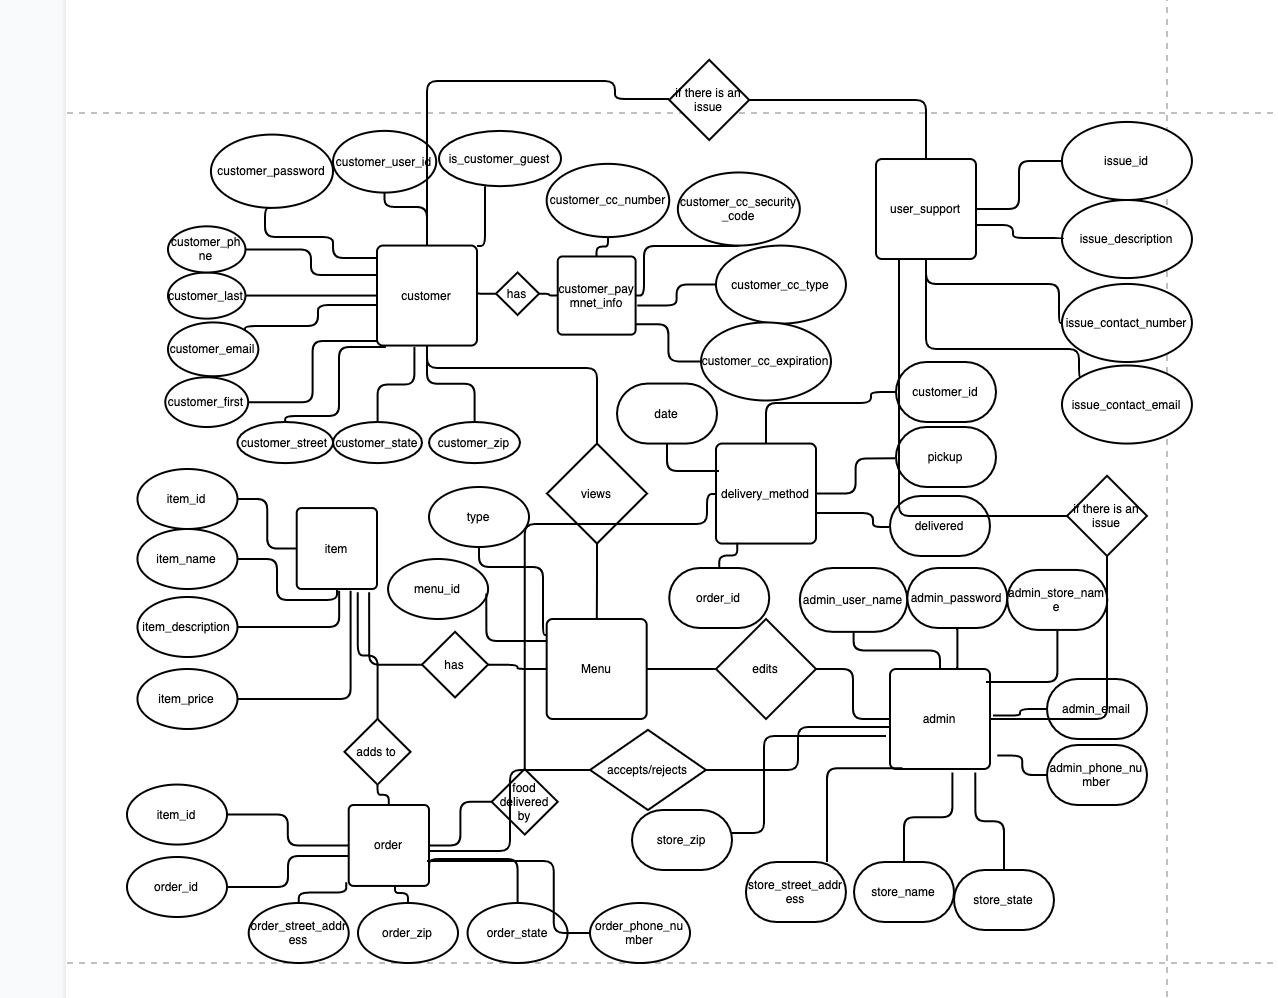 if there is an
issue
customer_password
customer_user_id
is_customer_guest
customer_cc_number
customer_cc_security
_code
user_support
issue_id
issue_description
issue_contact_number
issue_contact_email
customer_ph
ne
customer_last
customer_email
customer_first
customer
has
customer_pay
mnet_info
customer_cc_type
customer_cc_expiration
customer_street
customer_state
customer_zip
date
customer_id
pickup
delivered
delivery_method
views
if there is an
issue
item_id
item_name
item_description
item_price
item
type
menu_id
order_id
admin_user_name
admin_password
admin_store_nam
e
has
Menu
edits
admin
admin_email
admin_phone_nu
mber
adds to
accepts/rejects
food
delivered
by
item_id
order_id
order
store_zip
store_street_addr
ess
store_name
store_state
order_street_addr
ess
order_zip
order_state
order_phone_nu
mber